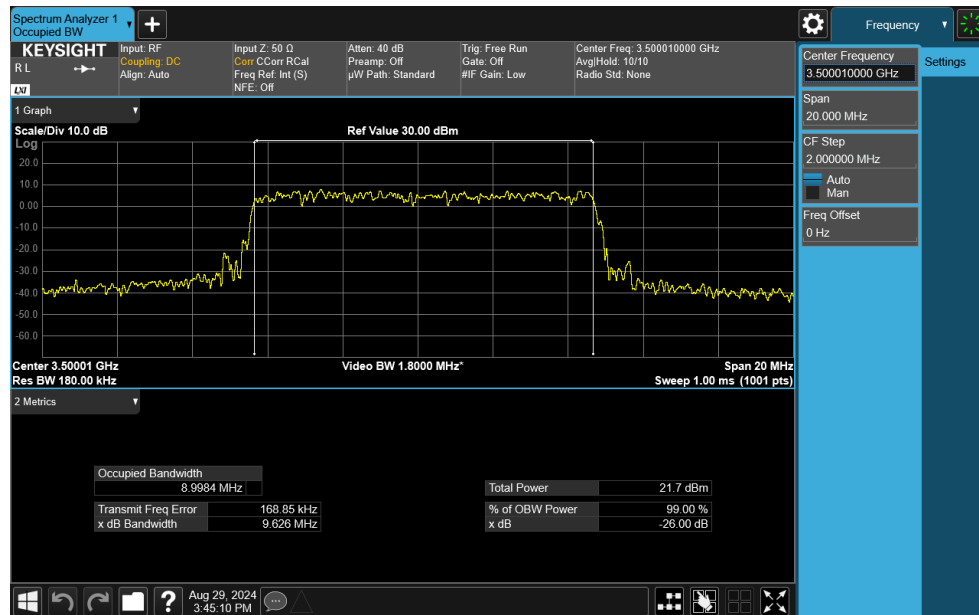 Spectrum Analyzer 1
Occupied BW
Frequency
KEYSIGHT
R L
LXI
Input: RF
Coupling: DC
Align: Auto
Input Z: 50 Ω
Corr CCorr RCal
Freq Ref: Int (S)
NFE: Off
Atten: 40 dB
Preamp: Off
µW Path: Standard
Trig: Free Run
Gate: Off
#IF Gain: Low
Center Freq: 3.500010000 GHz
Avg|Hold: 10/10
Radio Std: None
Center Frequency
3.500010000 GHz
Settings
Span
20.000 MHz
CF Step
2.000000 MHz
Auto
Man
Freq Offset
0 Hz
1 Graph
Scale/Div 10.0 dB
Ref Value 30.00 dBm
Log
20.0
10.0
0.00
-10.0
-20.0
-30.0
-40.0
-50.0
-60.0
Center 3.50001 GHz
Video BW 1.8000 MHz*
Span 20 MHz
Res BW 180.00 kHz
Sweep 1.00 ms (1001 pts)
2 Metrics
Occupied Bandwidth
8.9984 MHz
Total Power 21.7 dBm
Transmit Freq Error 168.85 kHz
% of OBW Power 99.00 %
x dB Bandwidth 9.626 MHz
x dB -26.00 dB
?
Aug 29, 2024
3:45:10 PM